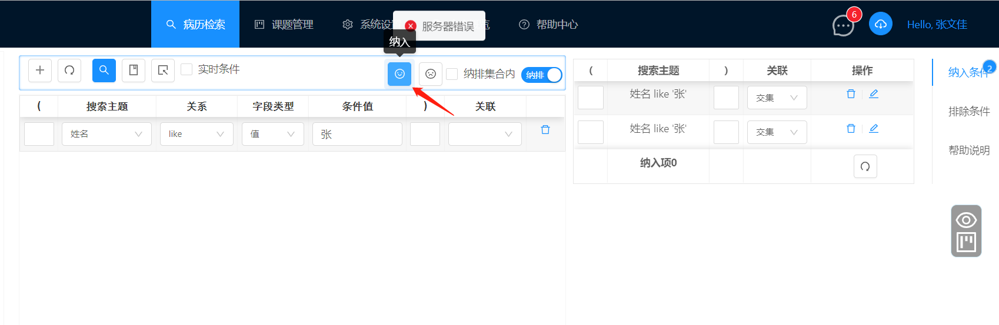 病历检索
课题管理
系统设
服务器错误
览
帮助中心
6
Hello, 张文佳
纳入
实时条件
纳排集合内
纳排
( 搜索主题 关系 字段类型 条件值 ) 关联
姓名 like 值 张
( 搜索主题 ) 关联 操作
姓名 like '张' 交集
姓名 like '张' 交集
纳入项0
纳入条件
2
排除条件
帮助说明